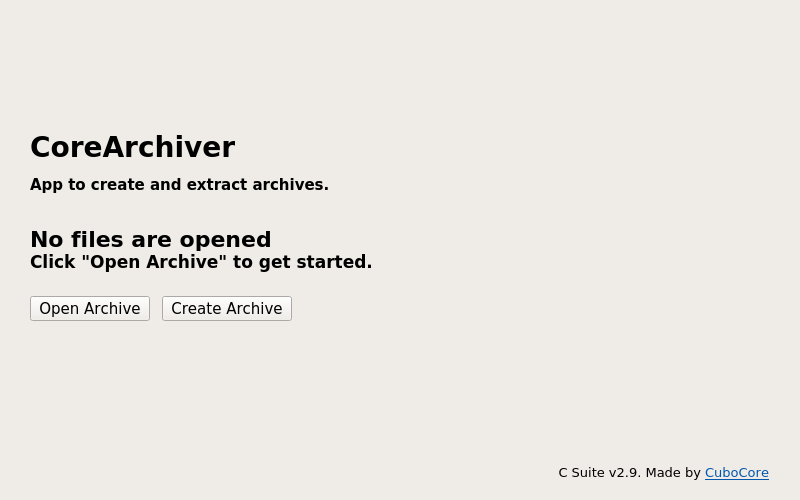 CoreArchiver
App to create and extract archives.
No files are opened
Click "Open Archive" to get started.
Open Archive Create Archive
C Suite v2.9. Made by CuboCore